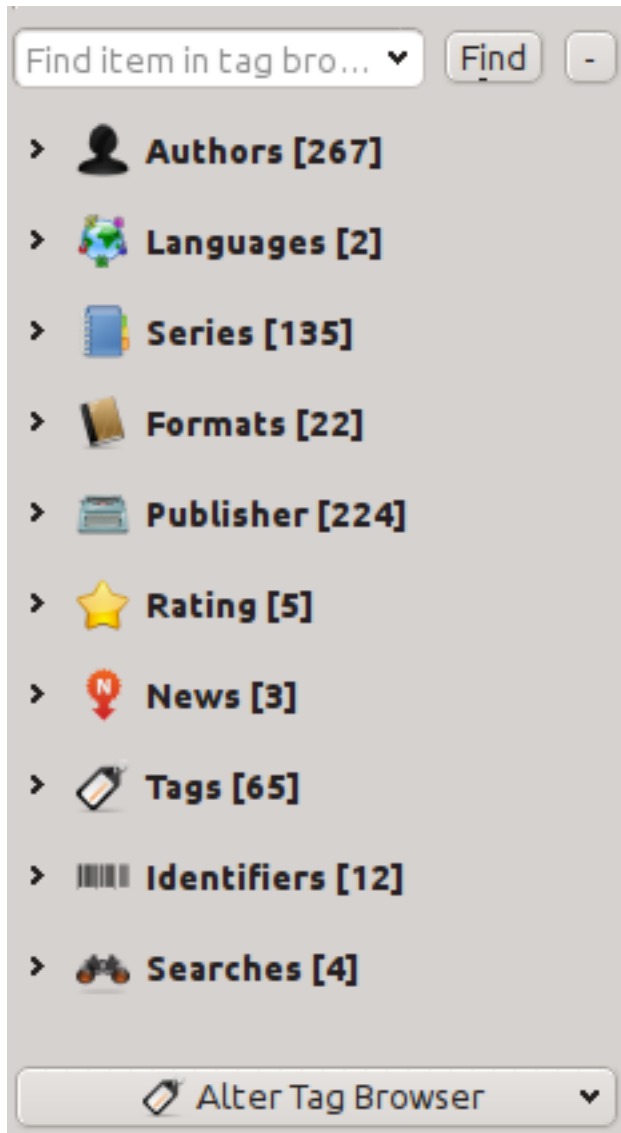 Find item in tag bro... Find -
Authors [267]
Languages [2]
Series [135]
Formats [22]
Publisher [224]
Rating [5]
N
News [3]
Tags [65]
Identifiers [12]
Searches [4]
Alter Tag Browser